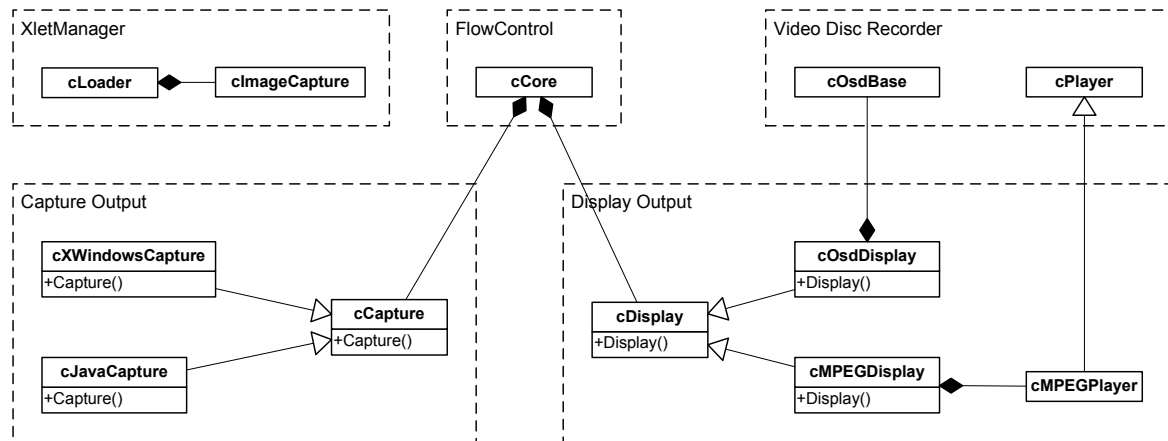 XletManager
cLoader
cImageCapture
FlowControl
cCore
Video Disc Recorder
cOsdBase
cPlayer
Capture Output
cXWindowsCapture
+Capture()
cCapture
+Capture()
cJavaCapture
+Capture()
Display Output
cOsdDisplay
+Display()
cDisplay
+Display()
cMPEGDisplay
+Display()
cMPEGPlayer